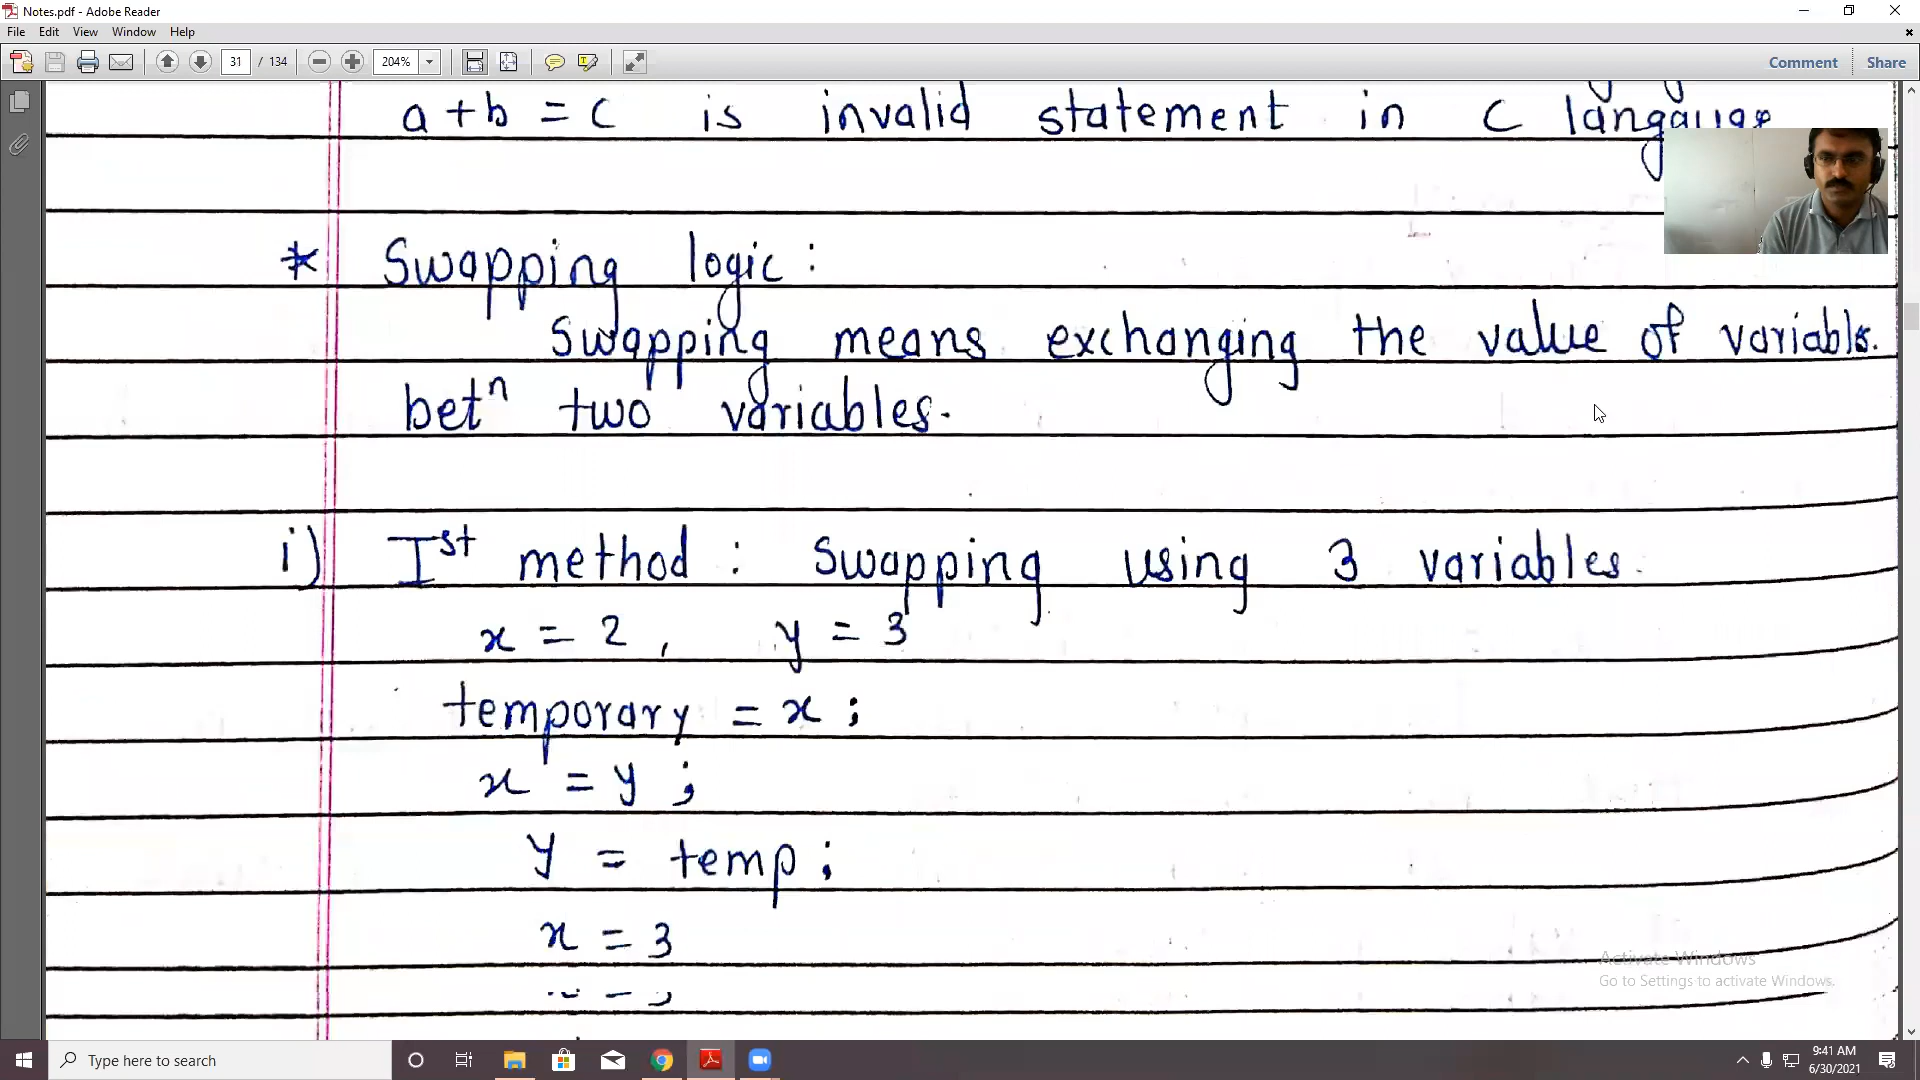 Notes.pdf - Adobe Reader
File Edit View Window Help
31 / 134 204% Comment Share
a + b = c is invalid statement in C langauge
* Swapping logic :
Swapping means exchanging the value of variables.
betⁿ two variables.
i) Iˢᵗ method : Swapping using 3 variables.
x = 2 , y = 3
temporary = x ;
x = y ;
y = temp ;
x = 3
Activate Windows
Go to Settings to activate Windows.
Type here to search
9:41 AM
6/30/2021